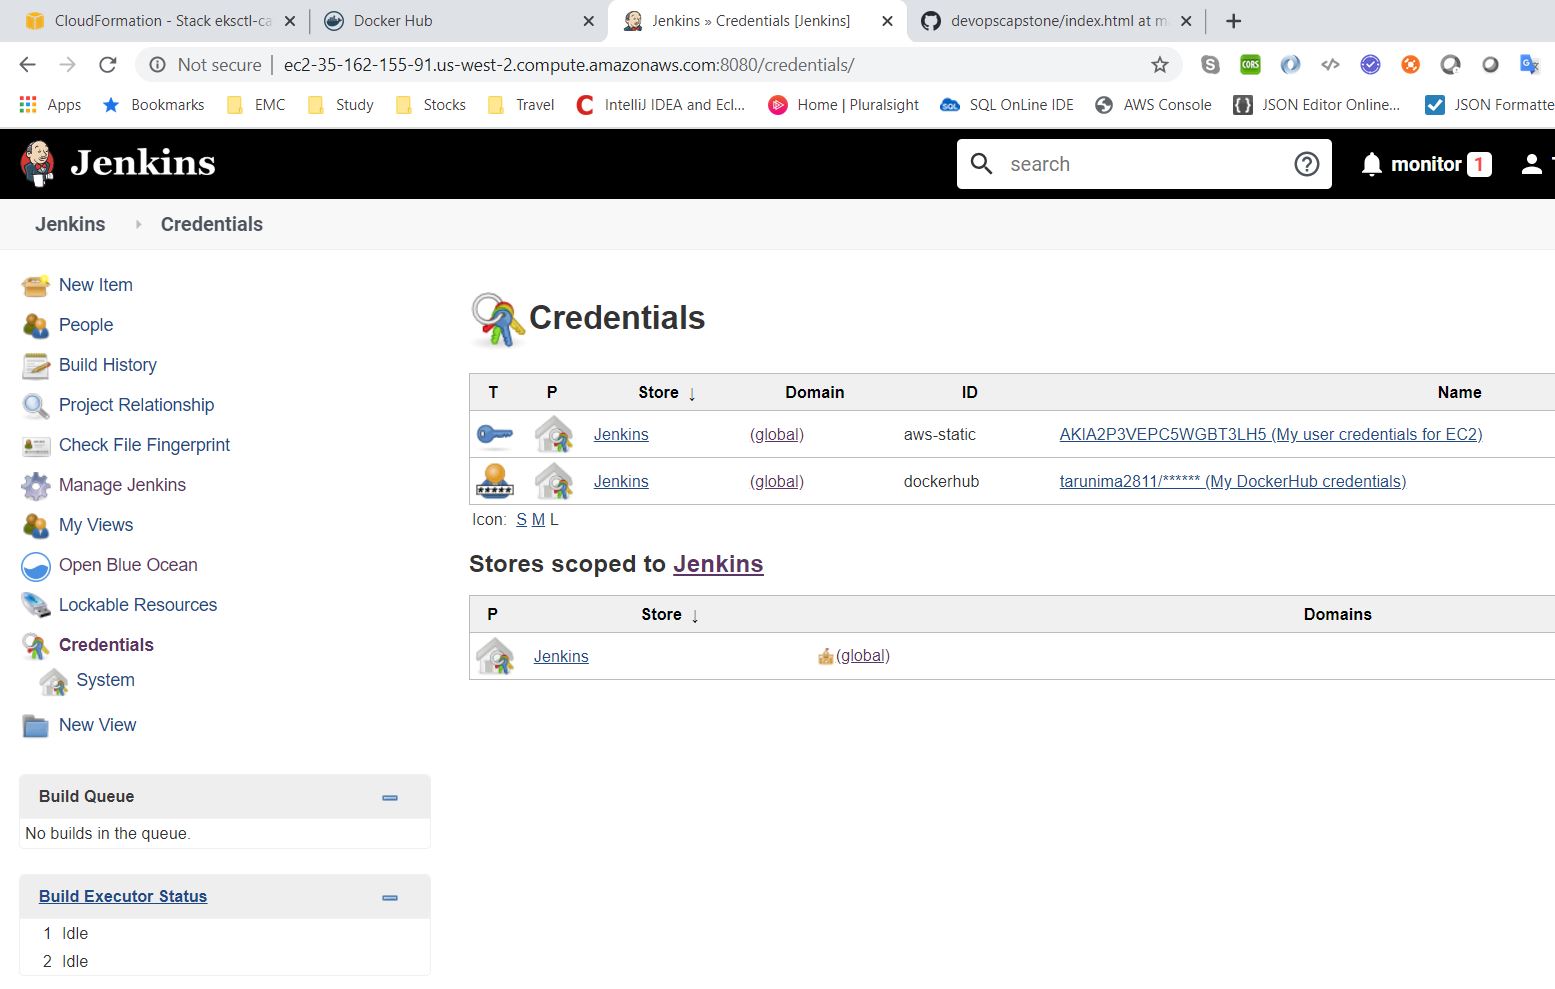 CloudFormation - Stack eksctl-ca
Docker Hub
Jenkins » Credentials [Jenkins]
devopscapstone/index.html at m
Not secure | ec2-35-162-155-91.us-west-2.compute.amazonaws.com:8080/credentials/
CORS
Apps Bookmarks EMC Study Stocks Travel IntelliJ IDEA and Ecl... Home | Pluralsight SQL OnLine IDE AWS Console JSON Editor Online... JSON Formatte
Jenkins
search
monitor 1
Jenkins Credentials
New Item
People
Build History
Project Relationship
Check File Fingerprint
Manage Jenkins
My Views
Open Blue Ocean
Lockable Resources
Credentials
System
New View
Build Queue
No builds in the queue.
Build Executor Status
1 Idle
2 Idle
Credentials
T P Store ↓ Domain ID Name
Jenkins (global) aws-static AKIA2P3VEPC5WGBT3LH5 (My user credentials for EC2)
Jenkins (global) dockerhub tarunima2811/****** (My DockerHub credentials)
Icon: S M L
Stores scoped to Jenkins
P Store ↓ Domains
Jenkins (global)